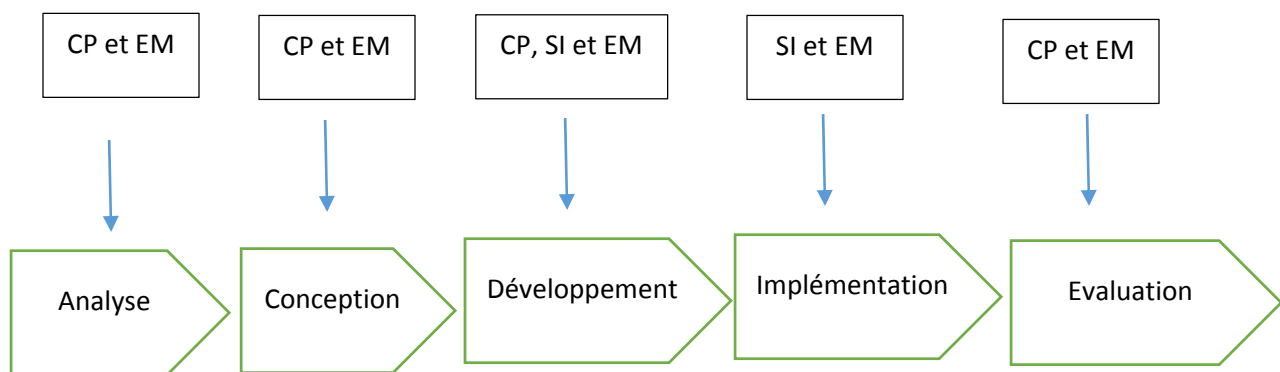 CP et EM
CP et EM
CP, SI et EM
SI et EM
CP et EM
Analyse
Conception
Développement
Implémentation
Evaluation